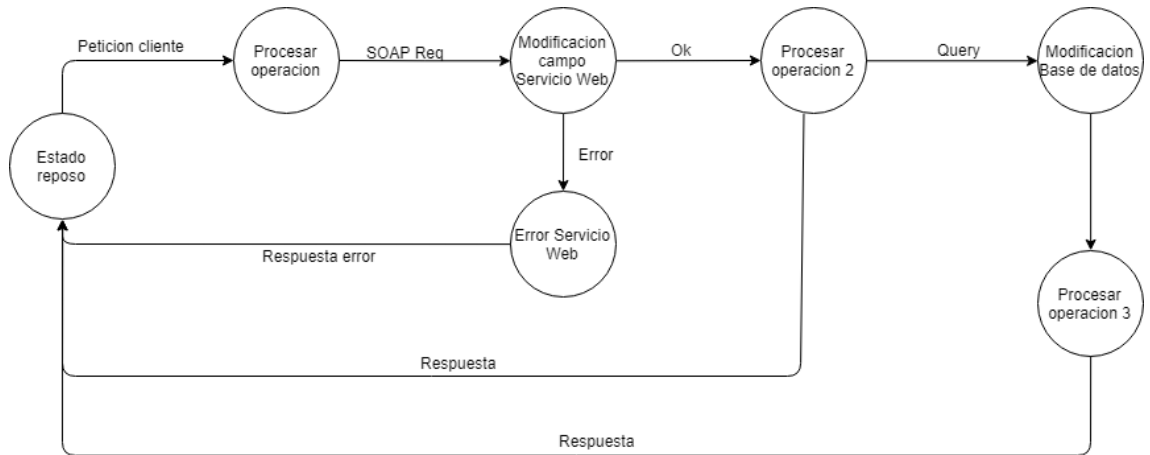 Peticion cliente
Procesar
operacion
SOAP Req
Modificacion
campo
Servicio Web
Ok
Procesar
operacion 2
Query
Modificacion
Base de datos
Estado
reposo
Error
Error Servicio
Web
Respuesta error
Procesar
operacion 3
Respuesta
Respuesta